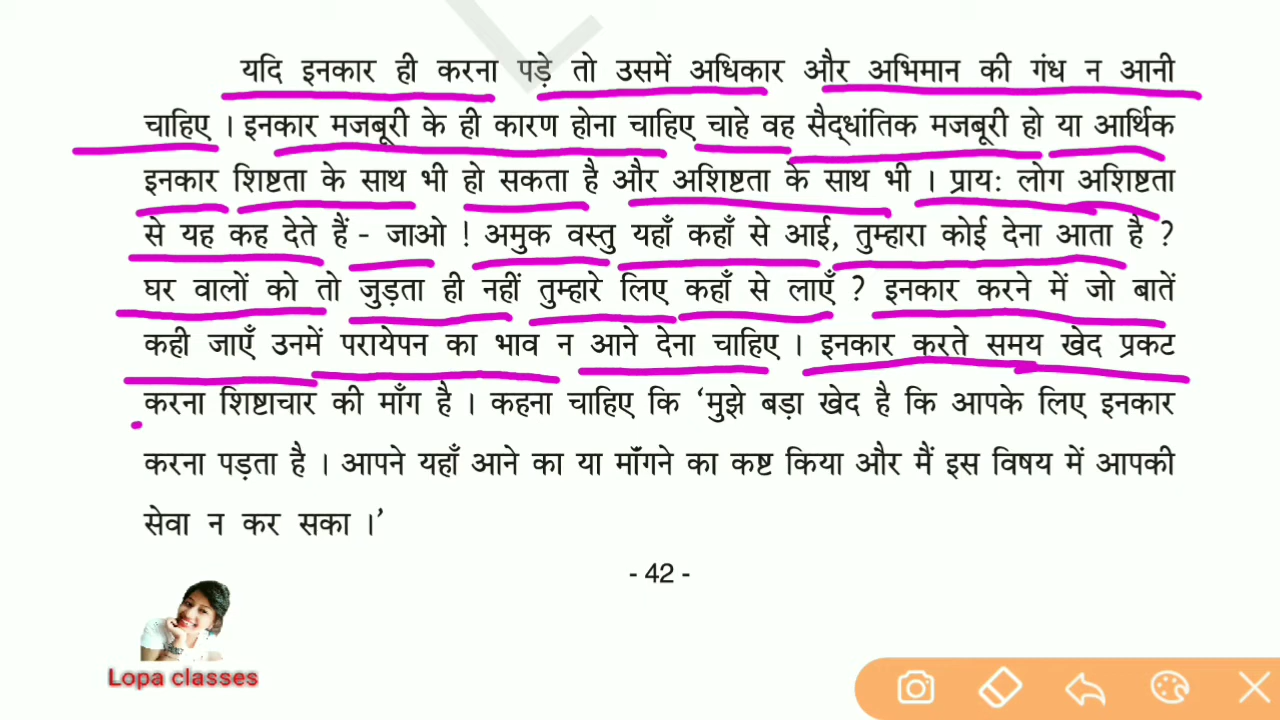 यदि इनकार ही करना पड़े तो उसमें अधिकार और अभिमान की गंध न आनी
चाहिए । इनकार मजबूरी के ही कारण होना चाहिए चाहे वह सैद्धांतिक मजबूरी हो या आर्थिक
इनकार शिष्टता के साथ भी हो सकता है और अशिष्टता के साथ भी । प्राय: लोग अशिष्टता
से यह कह देते हैं - जाओ ! अमुक वस्तु यहाँ कहाँ से आई, तुम्हारा कोई देना आता है ?
घर वालों को तो जुड़ता ही नहीं तुम्हारे लिए कहाँ से लाएँ ? इनकार करने में जो बातें
कही जाएँ उनमें परायेपन का भाव न आने देना चाहिए । इनकार करते समय खेद प्रकट
करना शिष्टाचार की माँग है । कहना चाहिए कि ‘मुझे बड़ा खेद है कि आपके लिए इनकार
करना पड़ता है । आपने यहाँ आने का या माँगने का कष्ट किया और मैं इस विषय में आपकी
सेवा न कर सका ।’
- 42 -
Lopa classes